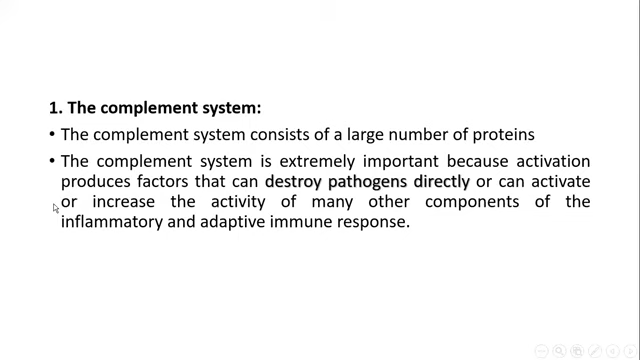 1. The complement system:
• The complement system consists of a large number of proteins
• The complement system is extremely important because activation
produces factors that can destroy pathogens directly or can activate
or increase the activity of many other components of the
inflammatory and adaptive immune response.